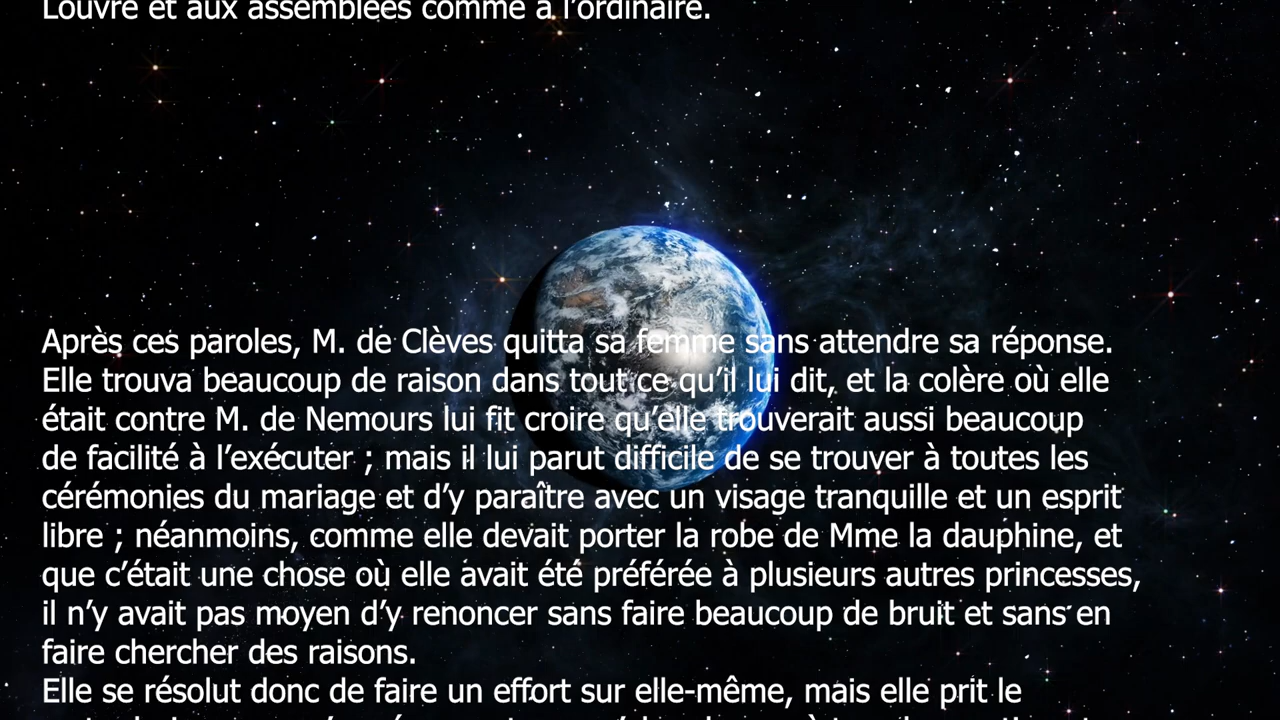 Louvre et aux assemblées comme à l’ordinaire.
Après ces paroles, M. de Clèves quitta sa femme sans attendre sa réponse.
Elle trouva beaucoup de raison dans tout ce qu’il lui dit, et la colère où elle
était contre M. de Nemours lui fit croire qu’elle trouverait aussi beaucoup
de facilité à l’exécuter ; mais il lui parut difficile de se trouver à toutes les
cérémonies du mariage et d’y paraître avec un visage tranquille et un esprit
libre ; néanmoins, comme elle devait porter la robe de Mme la dauphine, et
que c’était une chose où elle avait été préférée à plusieurs autres princesses,
il n’y avait pas moyen d’y renoncer sans faire beaucoup de bruit et sans en
faire chercher des raisons.
Elle se résolut donc de faire un effort sur elle-même, mais elle prit le